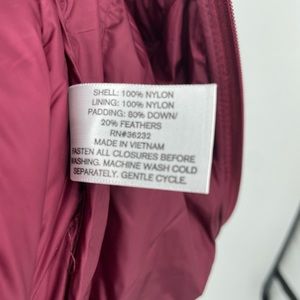 SHELL: 100% NYLON
LINING: 100% NYLON
PADDING: 80% DOWN/
20% FEATHERS
RN#36232
MADE IN VIETNAM
FASTEN ALL CLOSURES BEFORE
WASHING. MACHINE WASH COLD
SEPARATELY. GENTLE CYCLE.